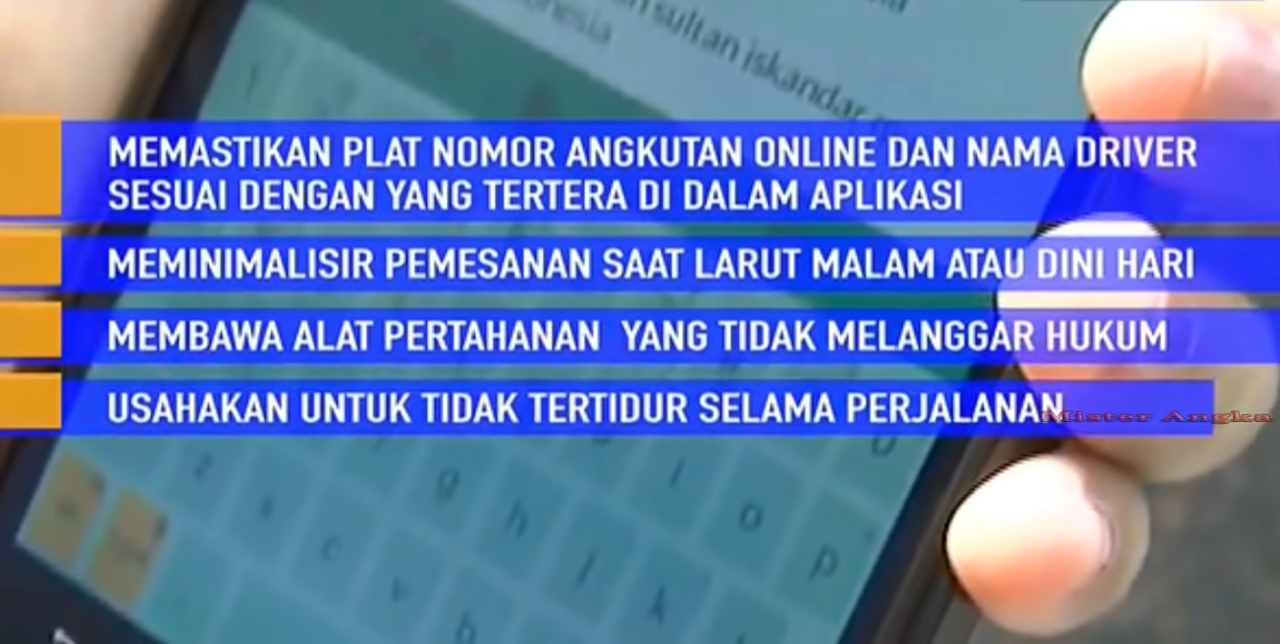 sultan iskandar
MEMASTIKAN PLAT NOMOR ANGKUTAN ONLINE DAN NAMA DRIVER
SESUAI DENGAN YANG TERTERA DI DALAM APLIKASI
MEMINIMALISIR PEMESANAN SAAT LARUT MALAM ATAU DINI HARI
MEMBAWA ALAT PERTAHANAN YANG TIDAK MELANGGAR HUKUM
USAHAKAN UNTUK TIDAK TERTIDUR SELAMA PERJALANAN
Mister Angka
g h j k l
o p
z x c v b